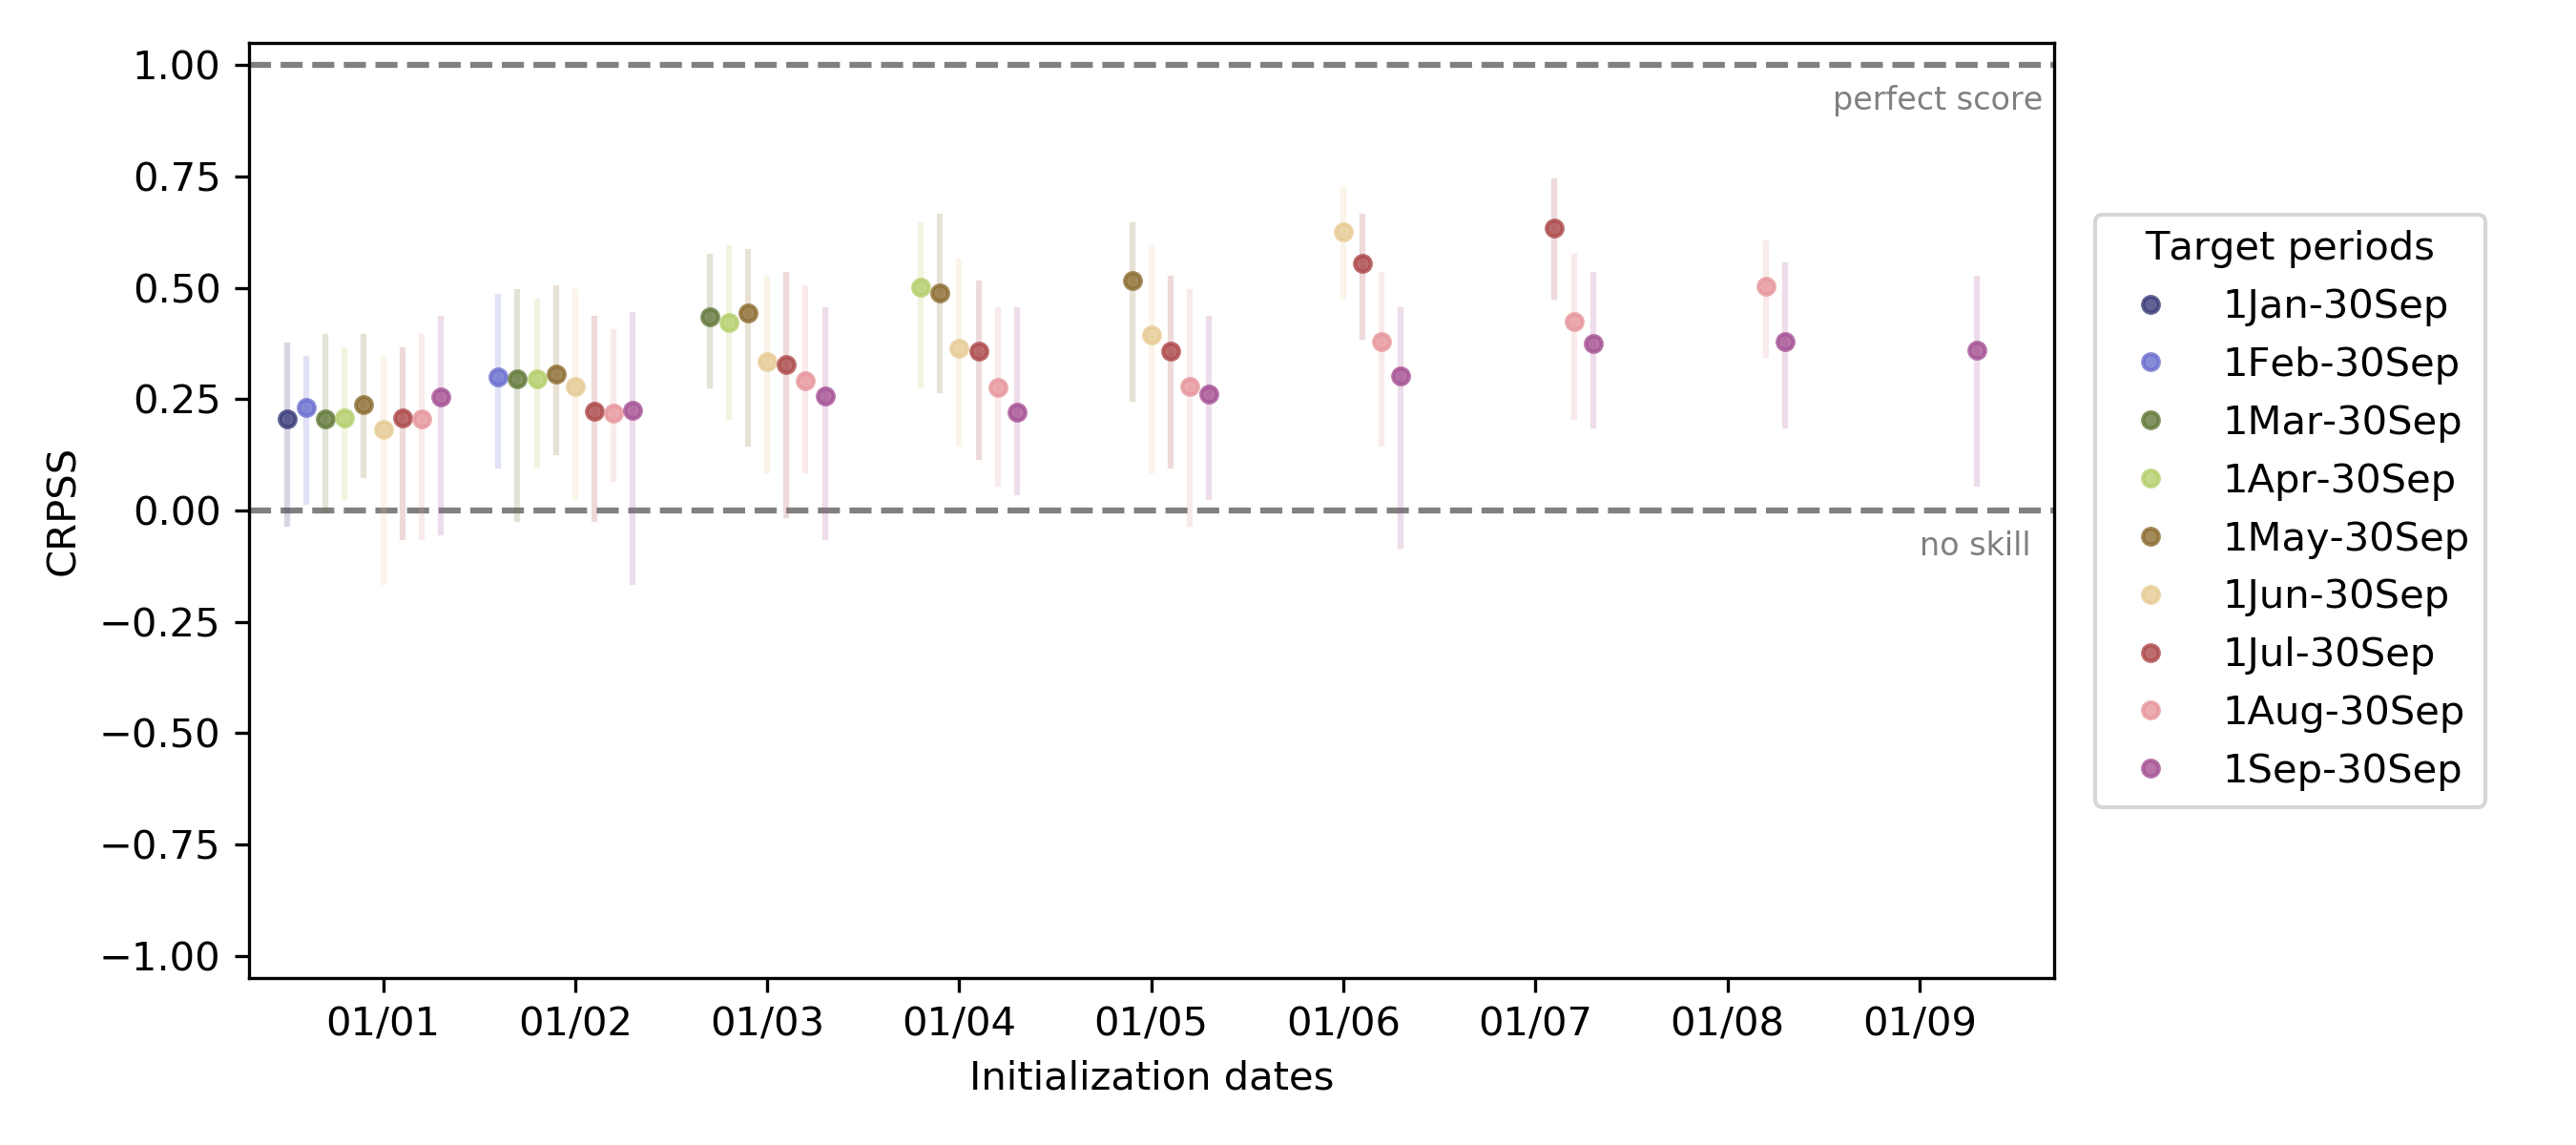 1.00
0.75
0.50
0.25
0.00
−0.25
−0.50
−0.75
−1.00
CRPSS
perfect score
no skill
01/01 01/02 01/03 01/04 01/05 01/06 01/07 01/08 01/09
Initialization dates
Target periods
1Jan-30Sep
1Feb-30Sep
1Mar-30Sep
1Apr-30Sep
1May-30Sep
1Jun-30Sep
1Jul-30Sep
1Aug-30Sep
1Sep-30Sep